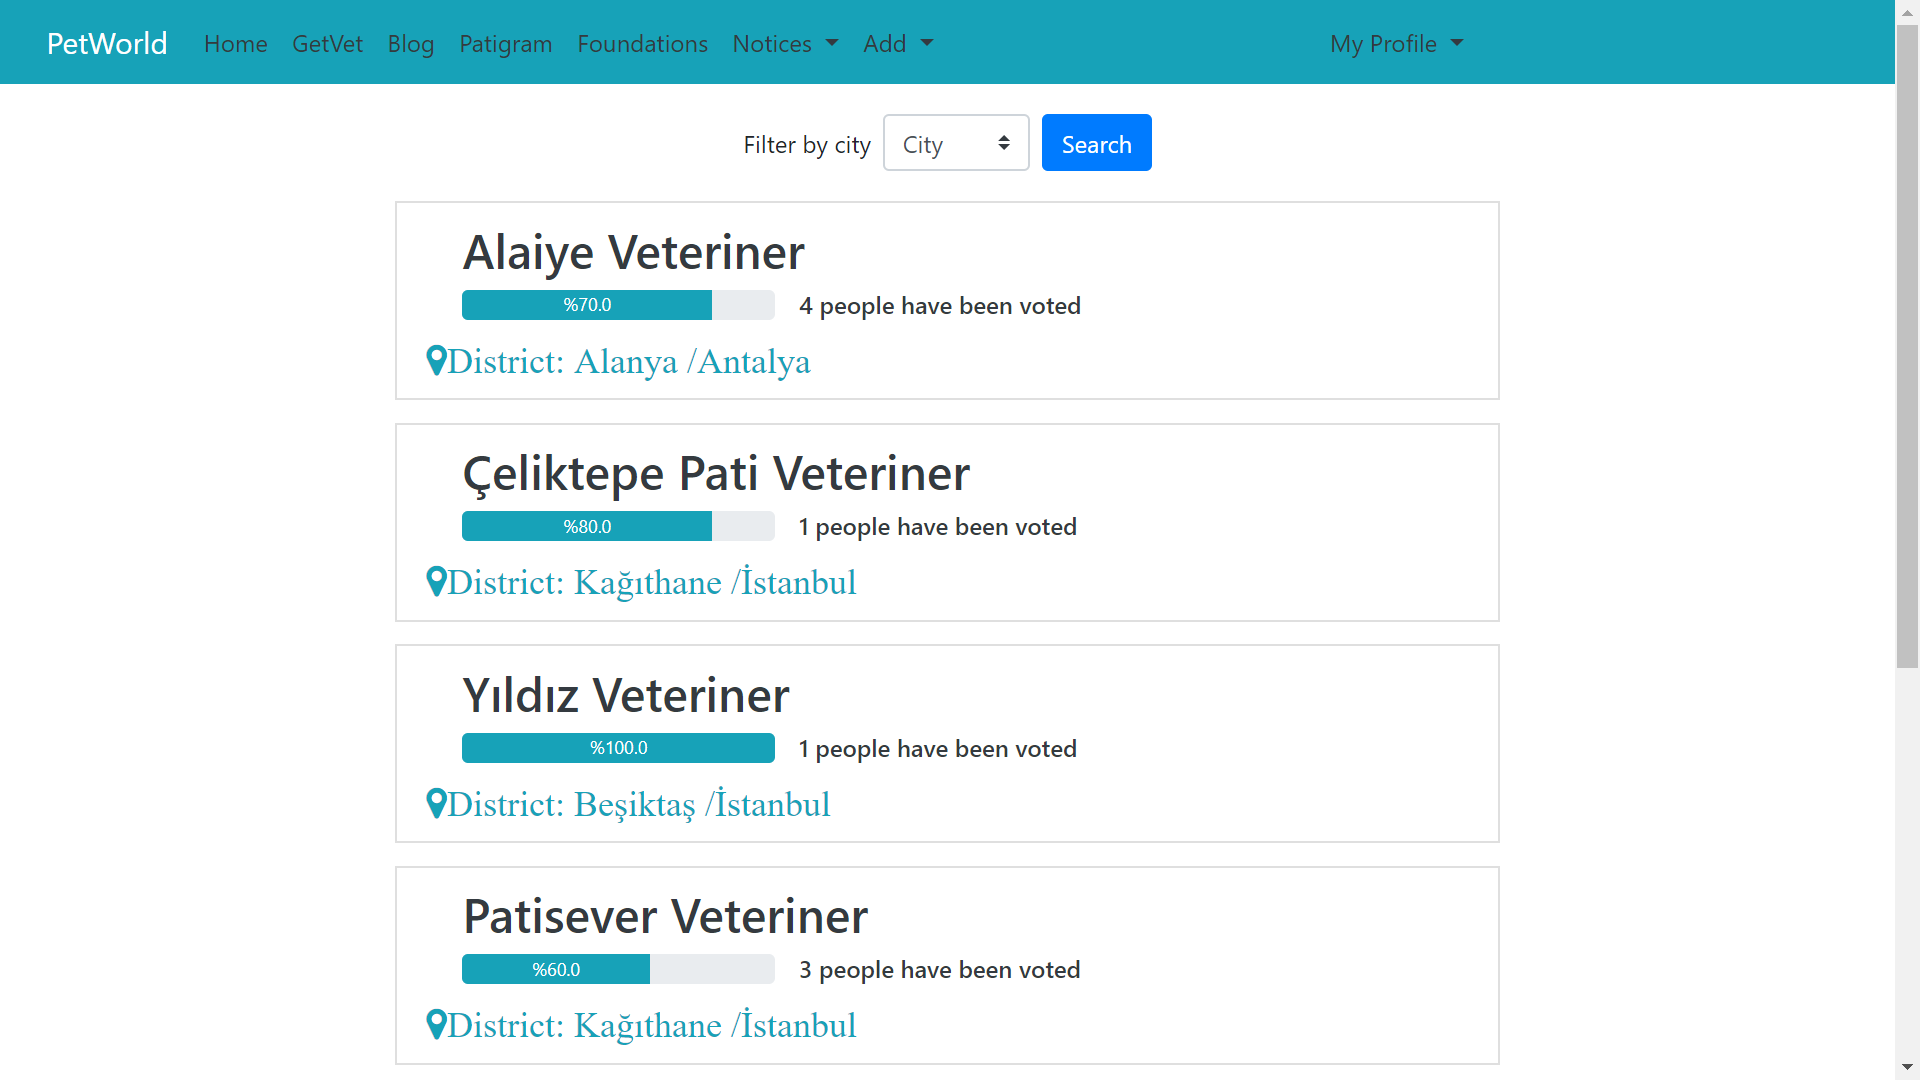 PetWorld Home GetVet Blog Patigram Foundations Notices Add My Profile
Filter by city City Search
Alaiye Veteriner
%70.0 4 people have been voted
District: Alanya /Antalya
Çeliktepe Pati Veteriner
%80.0 1 people have been voted
District: Kağıthane /İstanbul
Yıldız Veteriner
%100.0 1 people have been voted
District: Beşiktaş /İstanbul
Patisever Veteriner
%60.0 3 people have been voted
District: Kağıthane /İstanbul